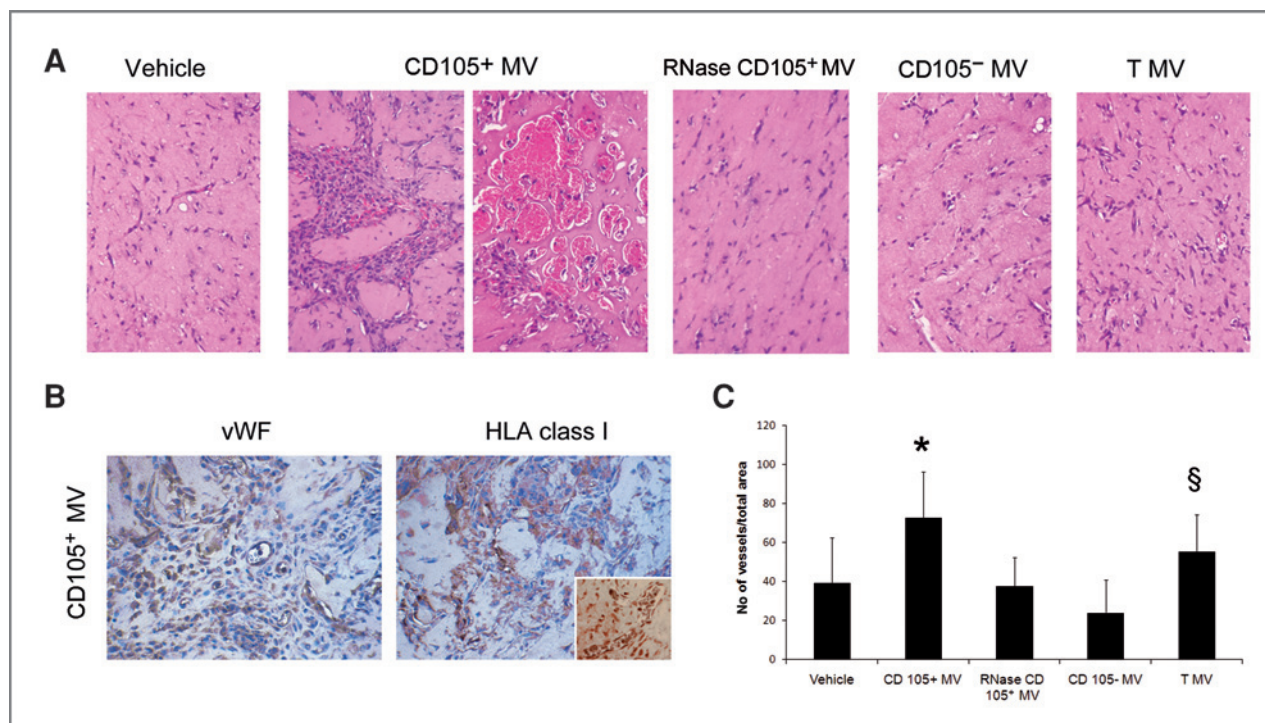 A
Vehicle
CD105+ MV
RNase CD105⁺ MV
CD105⁻ MV
T MV
B
vWF
HLA class I
CD105⁺ MV
C
No of vessels/total area
120
100
80
60
40
20
0
*
§
Vehicle
CD 105+ MV
RNase CD
105⁺ MV
CD 105- MV
T MV